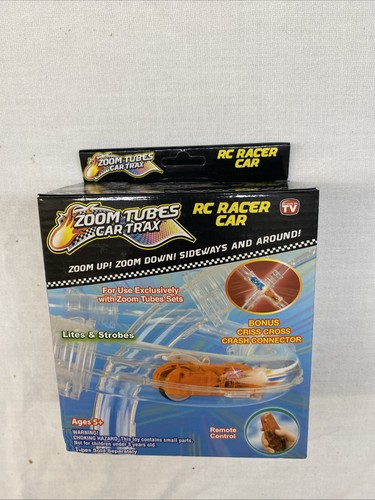 ZOOM TUBES
CAR TRAX
RC RACER
CAR
ZOOM TUBES
CAR TRAX
RC RACER
CAR
AS SEEN ON
TV
ZOOM UP! ZOOM DOWN! SIDEWAYS AND AROUND!
For Use Exclusively
with Zoom Tubes Sets
BONUS
CRISS CROSS
CRASH CONNECTOR
Lites & Strobes
Ages 5+
Remote
Control
WARNING!
CHOKING HAZARD: This toy contains small parts
Not for children under 3 years old.
Tubes Sold Separately